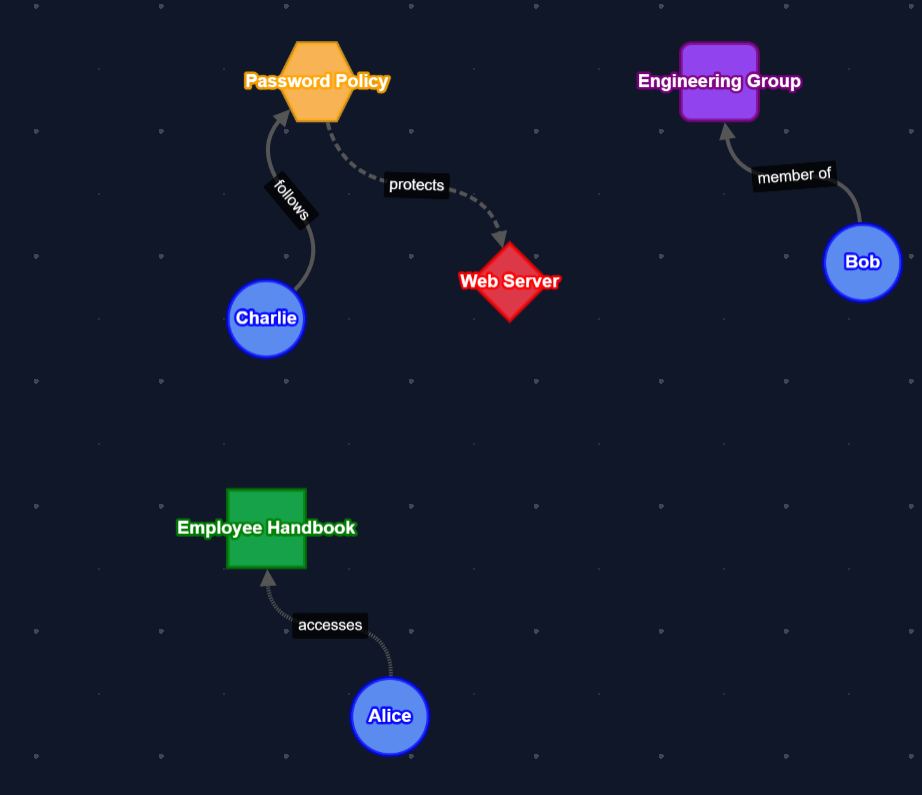 Password Policy
Engineering Group
member of
protects
follows
Bob
Web Server
Charlie
Employee Handbook
accesses
Alice